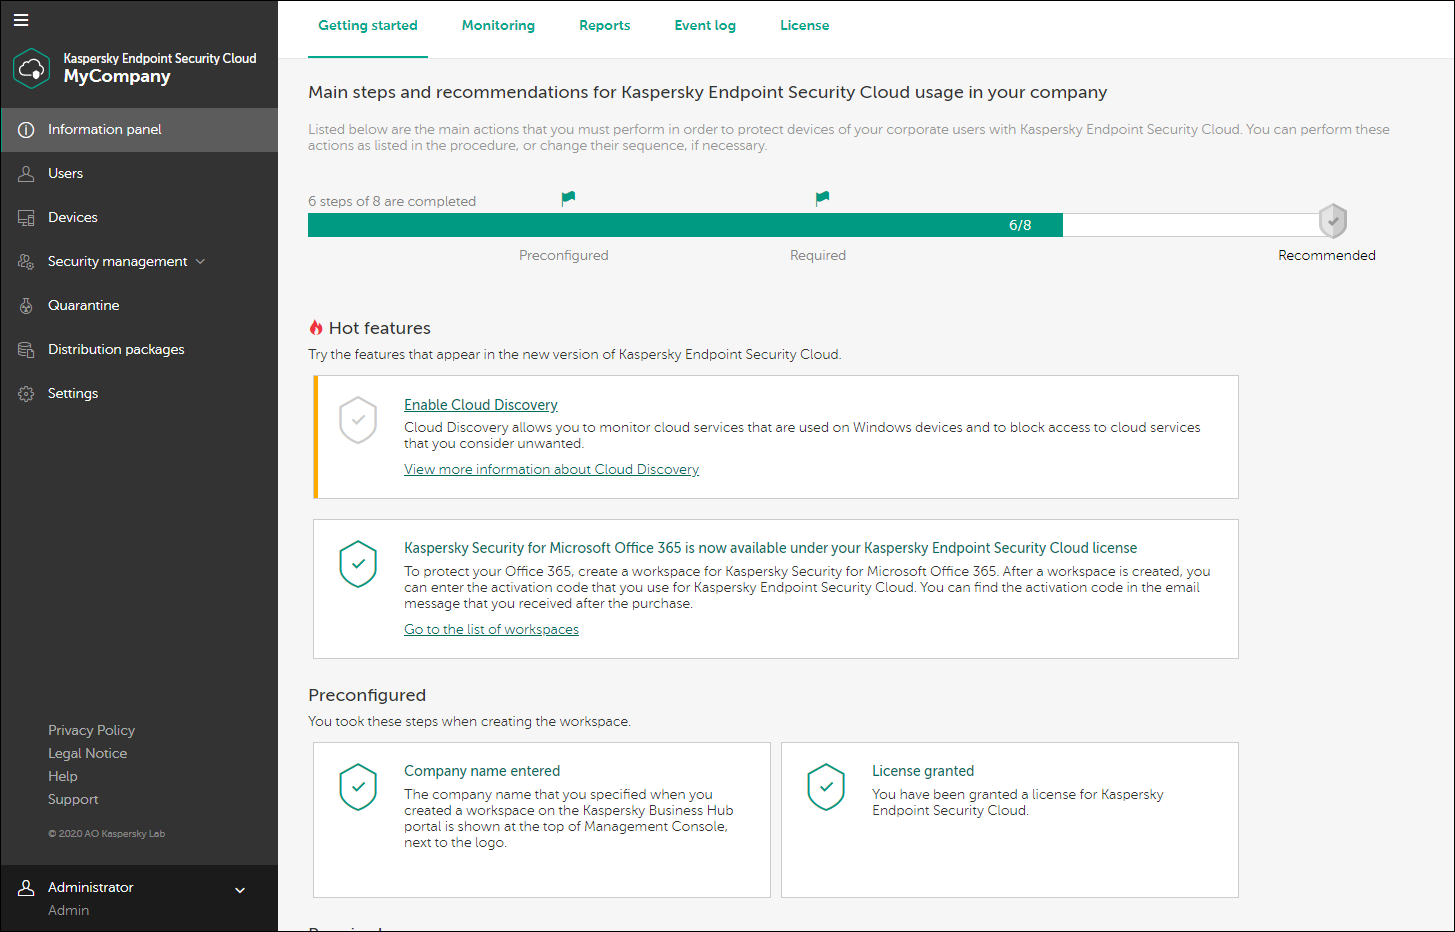 Kaspersky Endpoint Security Cloud
MyCompany
Information panel
Users
Devices
Security management
Quarantine
Distribution packages
Settings
Privacy Policy
Legal Notice
Help
Support
© 2020 AO Kaspersky Lab
Administrator
Admin
Getting started
Monitoring
Reports
Event log
License
Main steps and recommendations for Kaspersky Endpoint Security Cloud usage in your company
Listed below are the main actions that you must perform in order to protect devices of your corporate users with Kaspersky Endpoint Security Cloud. You can perform these
actions as listed in the procedure, or change their sequence, if necessary.
6 steps of 8 are completed
6/8
Preconfigured
Required
Recommended
Hot features
Try the features that appear in the new version of Kaspersky Endpoint Security Cloud.
Enable Cloud Discovery
Cloud Discovery allows you to monitor cloud services that are used on Windows devices and to block access to cloud services
that you consider unwanted.
View more information about Cloud Discovery
Kaspersky Security for Microsoft Office 365 is now available under your Kaspersky Endpoint Security Cloud license
To protect your Office 365, create a workspace for Kaspersky Security for Microsoft Office 365. After a workspace is created, you
can enter the activation code that you use for Kaspersky Endpoint Security Cloud. You can find the activation code in the email
message that you received after the purchase.
Go to the list of workspaces
Preconfigured
You took these steps when creating the workspace.
Company name entered
The company name that you specified when you
created a workspace on the Kaspersky Business Hub
portal is shown at the top of Management Console,
next to the logo.
License granted
You have been granted a license for Kaspersky
Endpoint Security Cloud.